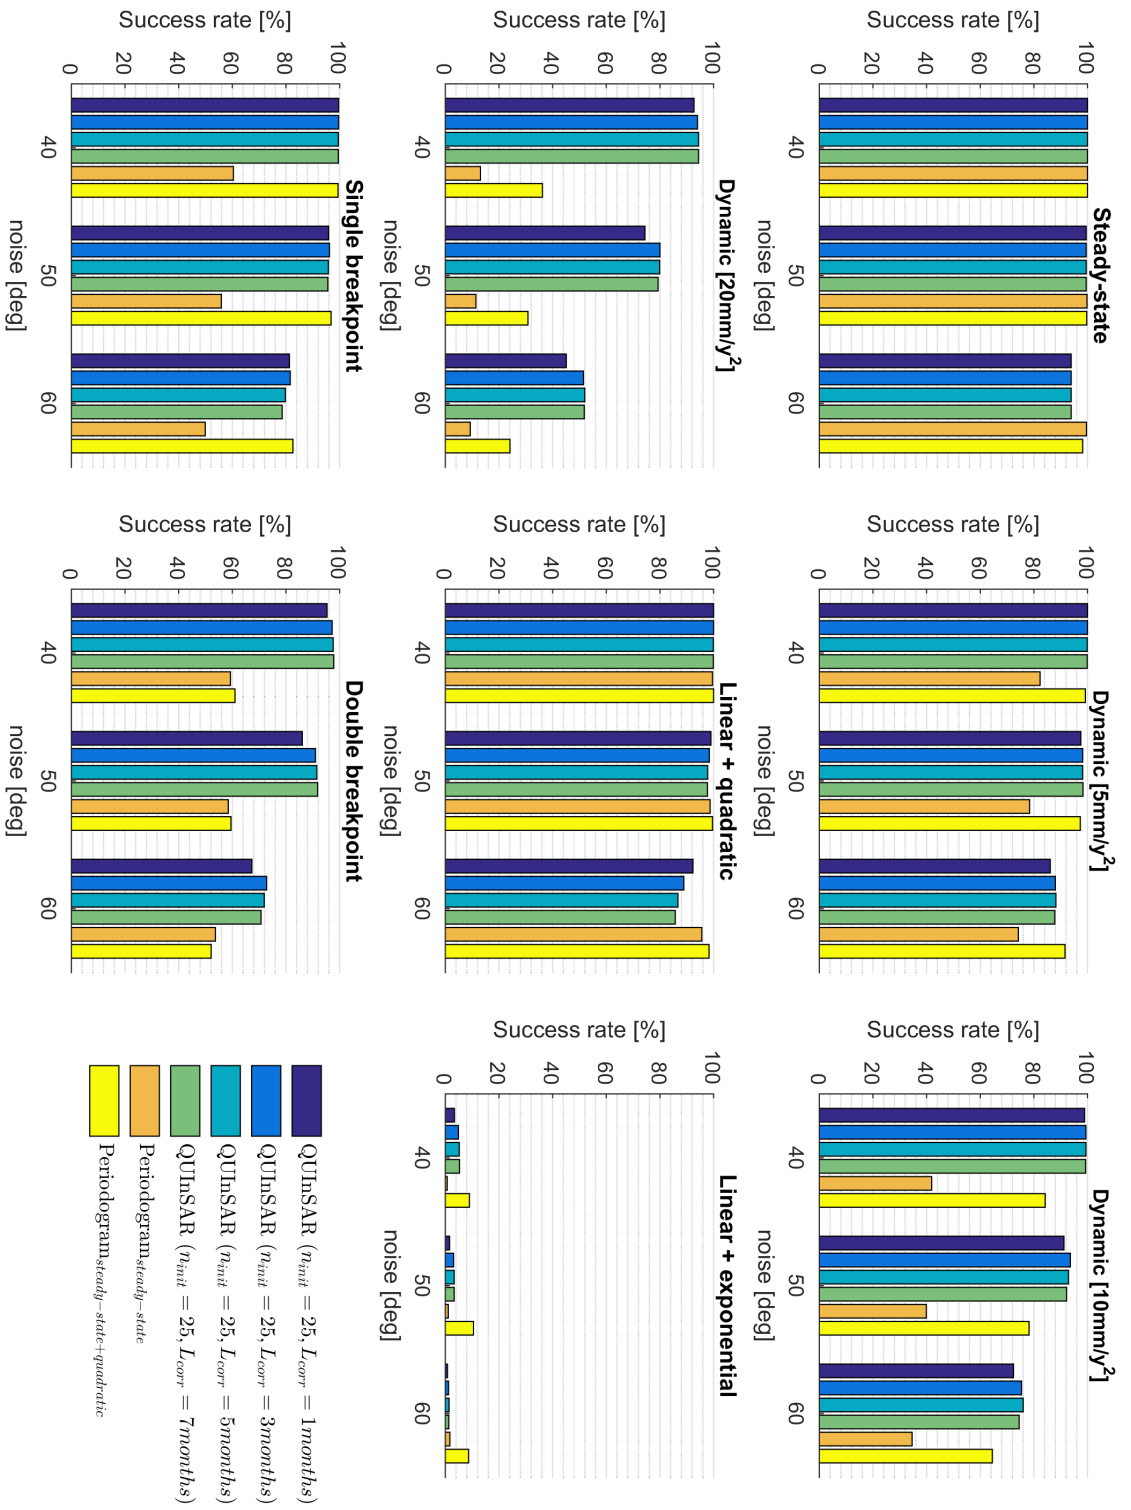 Steady-state
Success rate [%]
100
80
60
40
20
0
40 50 60
noise [deg]
Dynamic [5mm/y²]
Success rate [%]
100
80
60
40
20
0
40 50 60
noise [deg]
Dynamic [10mm/y²]
Success rate [%]
100
80
60
40
20
0
40 50 60
noise [deg]
Dynamic [20mm/y²]
Success rate [%]
100
80
60
40
20
0
40 50 60
noise [deg]
Linear + quadratic
Success rate [%]
100
80
60
40
20
0
40 50 60
noise [deg]
Linear + exponential
Success rate [%]
100
80
60
40
20
0
40 50 60
noise [deg]
Single breakpoint
Success rate [%]
100
80
60
40
20
0
40 50 60
noise [deg]
Double breakpoint
Success rate [%]
100
80
60
40
20
0
40 50 60
noise [deg]
QUInSAR (n_init = 25, L_corr = 1months)
QUInSAR (n_init = 25, L_corr = 3months)
QUInSAR (n_init = 25, L_corr = 5months)
QUInSAR (n_init = 25, L_corr = 7months)
Periodogram_steady−state
Periodogram_steady−state+quadratic